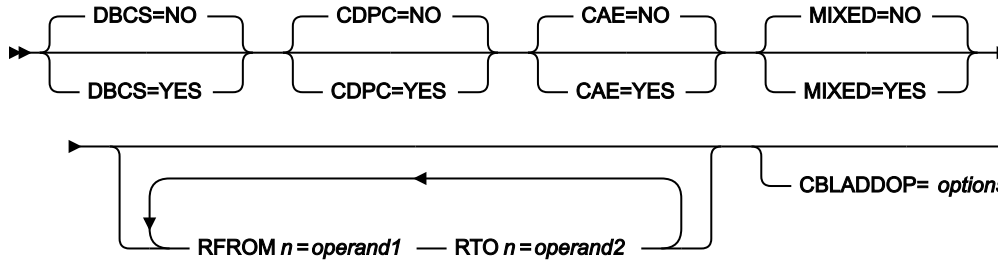 DBCS=NO CDPC=NO CAE=NO MIXED=NO
DBCS=YES CDPC=YES CAE=YES MIXED=YES
CBLADDOP= options
RFROM n=operand1 RTO n=operand2